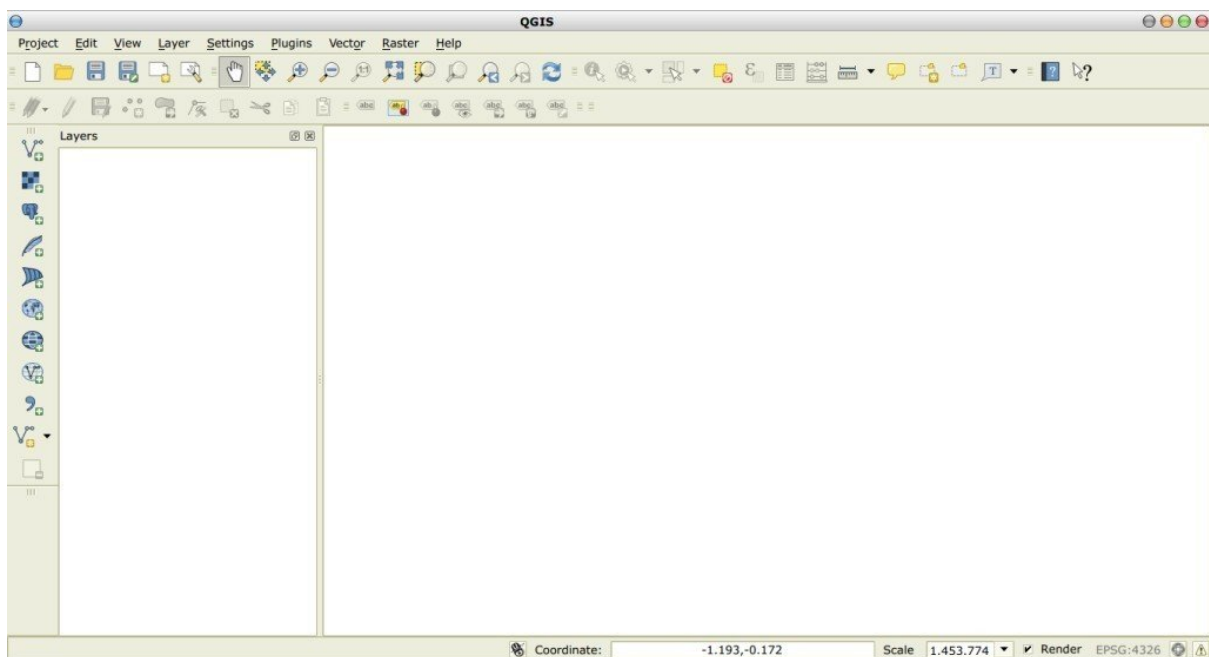 QGIS
Project Edit View Layer Settings Plugins Vector Raster Help
T ?
abc
Layers
Coordinate: -1.193,-0.172 Scale 1.453.774 Render EPSG:4326